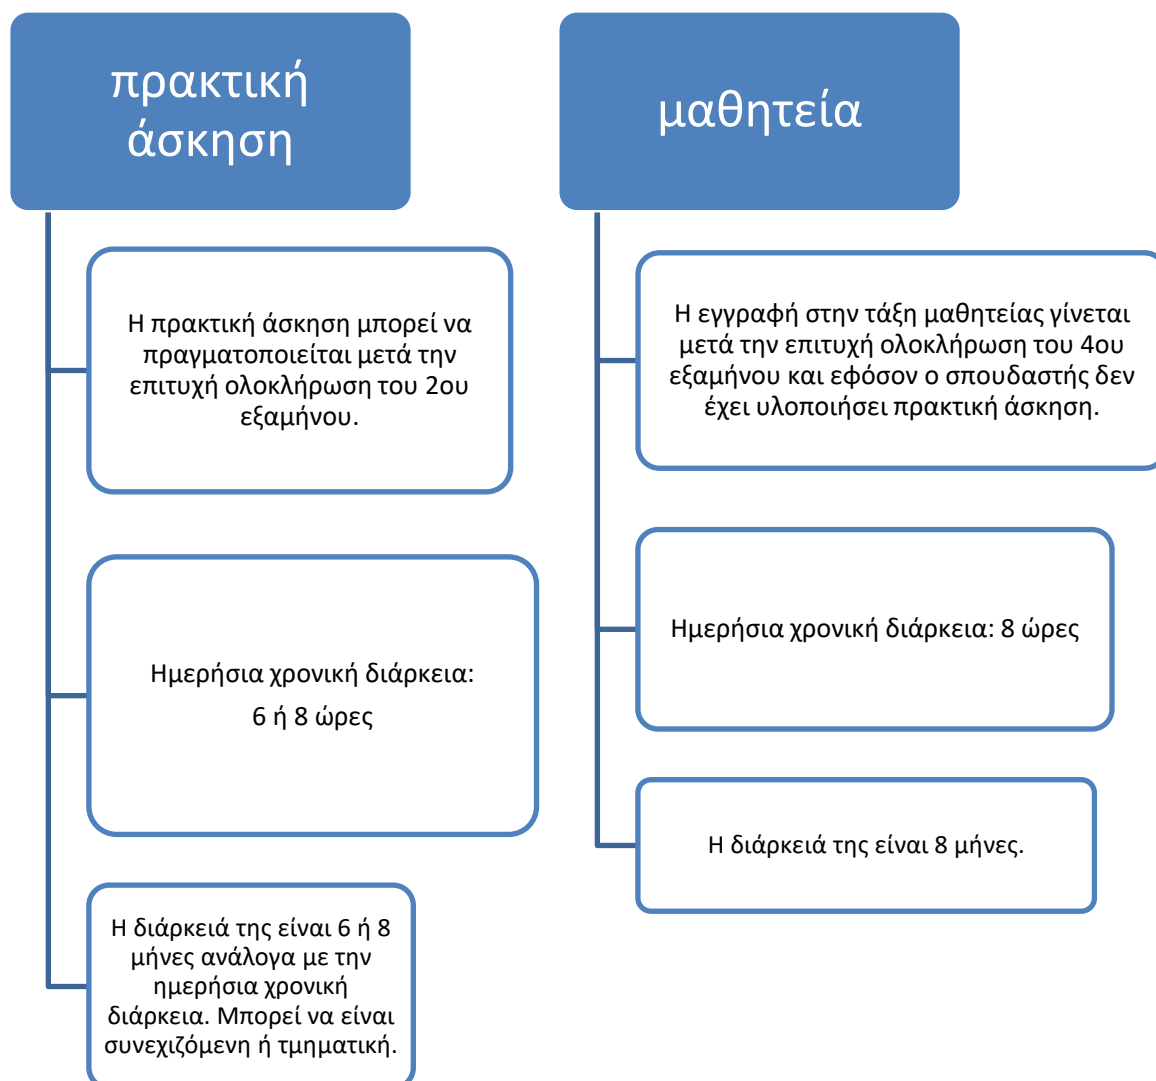 πρακτική
άσκηση
Η πρακτική άσκηση μπορεί να
πραγματοποιείται μετά την
επιτυχή ολοκλήρωση του 2ου
εξαμήνου.
Ημερήσια χρονική διάρκεια:
6 ή 8 ώρες
Η διάρκειά της είναι 6 ή 8
μήνες ανάλογα με την
ημερήσια χρονική
διάρκεια. Μπορεί να είναι
συνεχιζόμενη ή τμηματική.
μαθητεία
Η εγγραφή στην τάξη μαθητείας γίνεται
μετά την επιτυχή ολοκλήρωση του 4ου
εξαμήνου και εφόσον ο σπουδαστής δεν
έχει υλοποιήσει πρακτική άσκηση.
Ημερήσια χρονική διάρκεια: 8 ώρες
Η διάρκειά της είναι 8 μήνες.